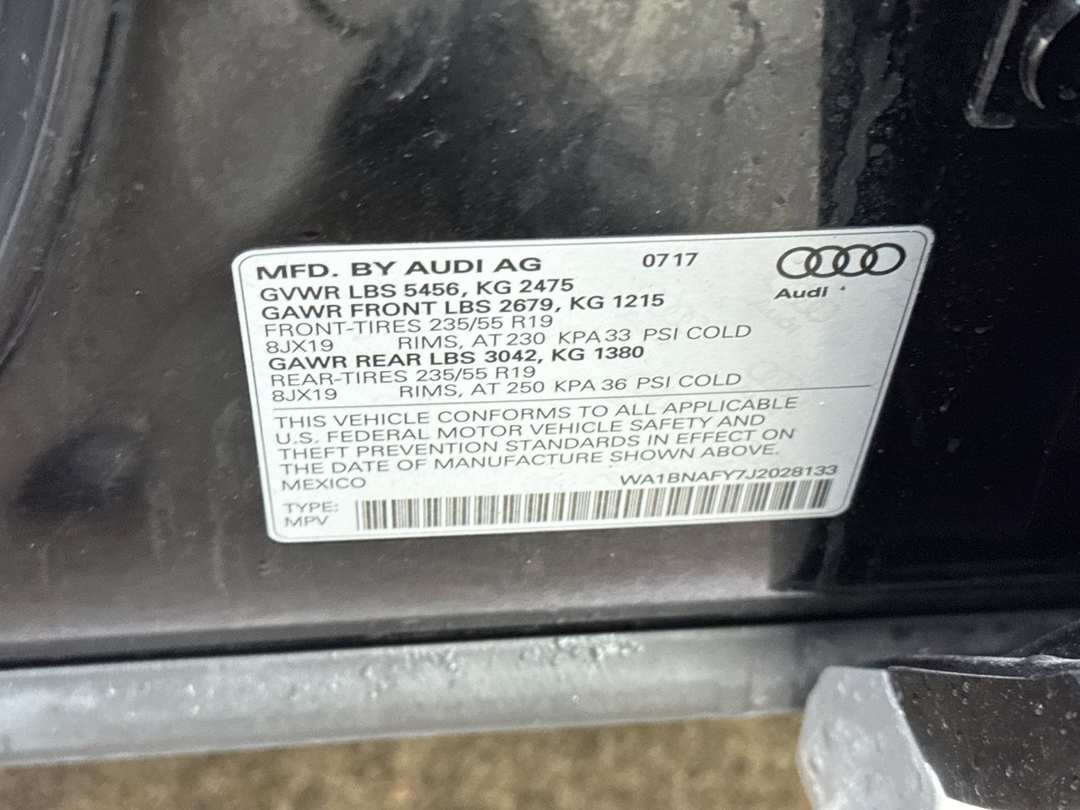 MFD. BY AUDI AG 0717
Audi
GVWR LBS 5456, KG 2475
GAWR FRONT LBS 2679, KG 1215
FRONT-TIRES 235/55 R19
8JX19 RIMS, AT 230 KPA 33 PSI COLD
GAWR REAR LBS 3042, KG 1380
REAR-TIRES 235/55 R19
8JX19 RIMS, AT 250 KPA 36 PSI COLD
THIS VEHICLE CONFORMS TO ALL APPLICABLE
U.S. FEDERAL MOTOR VEHICLE SAFETY AND
THEFT PREVENTION STANDARDS IN EFFECT ON
THE DATE OF MANUFACTURE SHOWN ABOVE.
MEXICO WA1BNAFY7J2028133
TYPE:
MPV